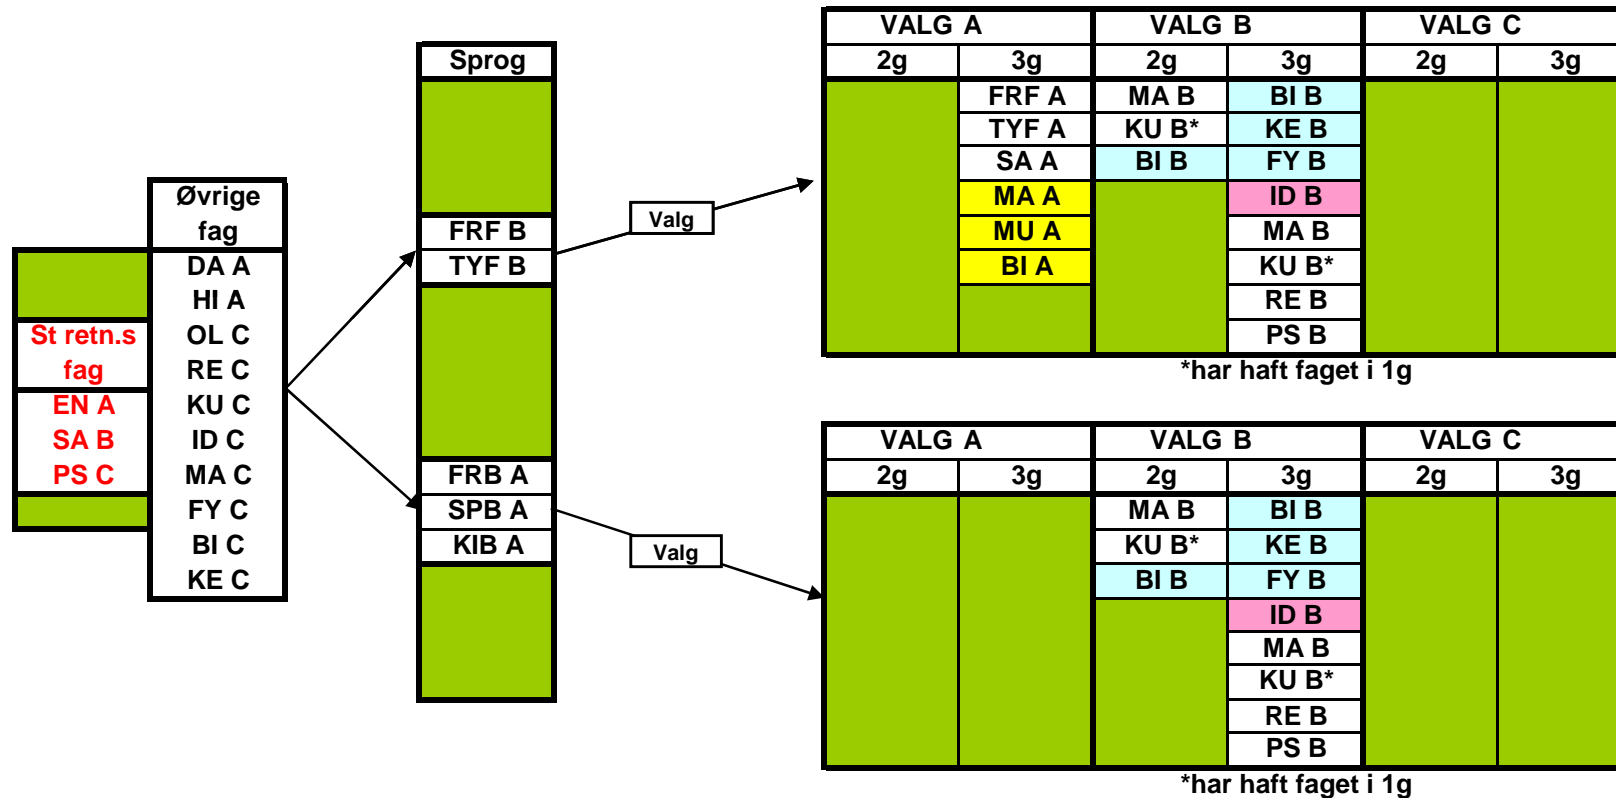 St retn.s
fag
EN A
SA B
PS C
Øvrige
fag
DA A
HI A
OL C
RE C
KU C
ID C
MA C
FY C
BI C
KE C
Sprog
FRF B
TYF B
FRB A
SPB A
KIB A
Valg
Valg
VALG A VALG B VALG C
2g 3g 2g 3g 2g 3g
FRF A MA B BI B
TYF A KU B* KE B
SA A BI B FY B
MA A ID B
MU A MA B
BI A KU B*
RE B
PS B
*har haft faget i 1g
VALG A VALG B VALG C
2g 3g 2g 3g 2g 3g
MA B BI B
KU B* KE B
BI B FY B
ID B
MA B
KU B*
RE B
PS B
*har haft faget i 1g